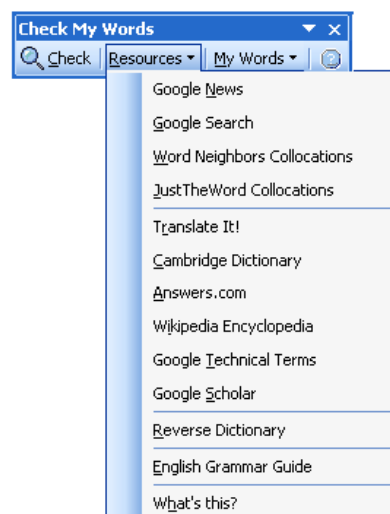 Check My Words
Check Resources My Words
Google News
Google Search
Word Neighbors Collocations
JustTheWord Collocations
Translate It!
Cambridge Dictionary
Answers.com
Wikipedia Encyclopedia
Google Technical Terms
Google Scholar
Reverse Dictionary
English Grammar Guide
What's this?